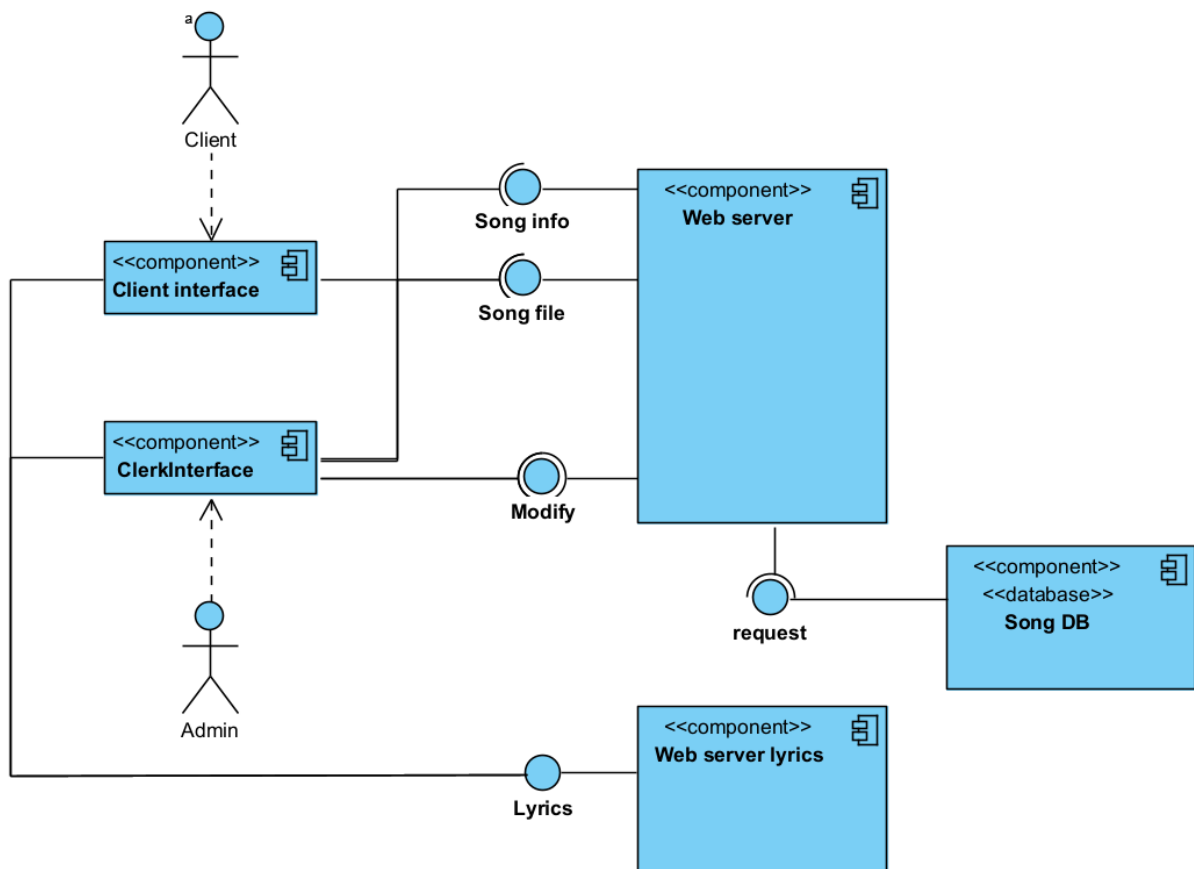 a
Client
<<component>>
Client interface
<<component>>
ClerkInterface
Admin
Song info
Song file
Modify
<<component>>
Web server
request
<<component>>
<<database>>
Song DB
Lyrics
<<component>>
Web server lyrics